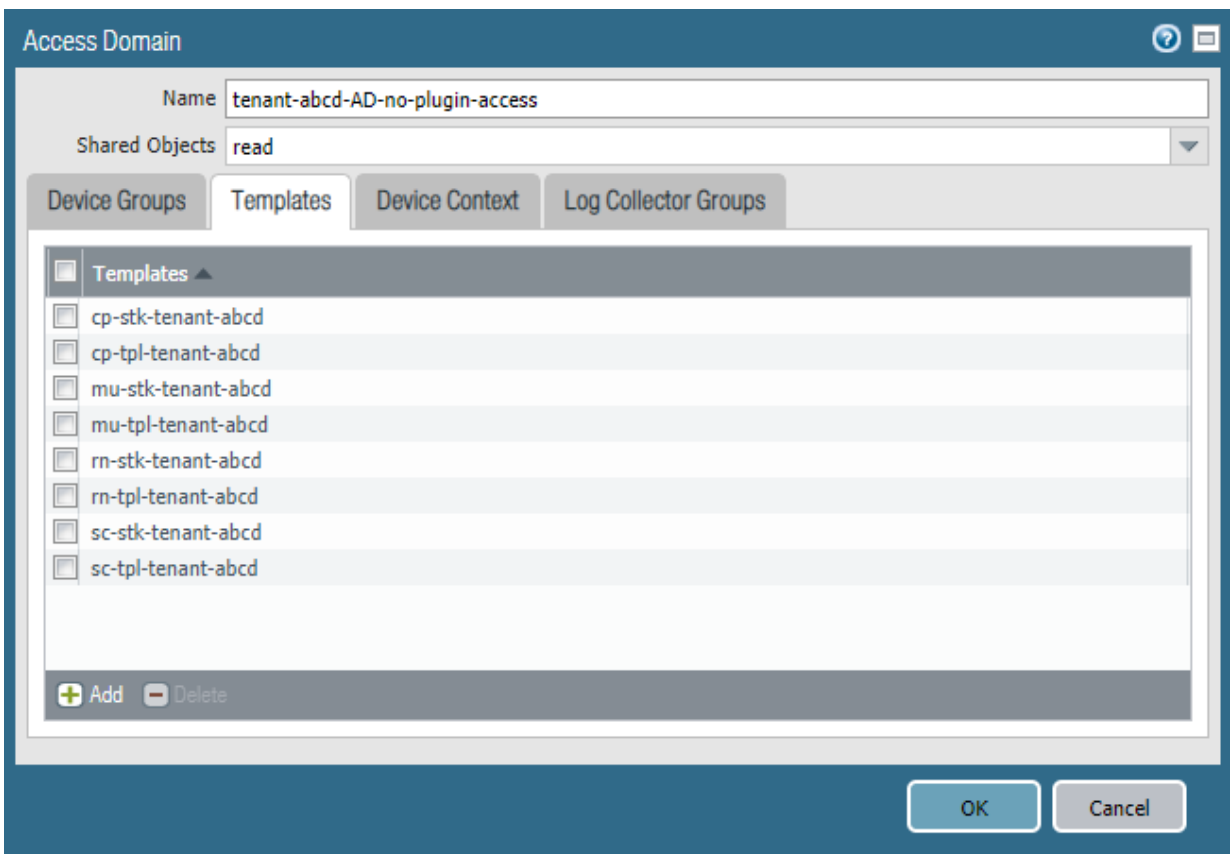 Access Domain
Name tenant-abcd-AD-no-plugin-access
Shared Objects read
Device Groups Templates Device Context Log Collector Groups
Templates
cp-stk-tenant-abcd
cp-tpl-tenant-abcd
mu-stk-tenant-abcd
mu-tpl-tenant-abcd
rn-stk-tenant-abcd
rn-tpl-tenant-abcd
sc-stk-tenant-abcd
sc-tpl-tenant-abcd
Add Delete
OK Cancel